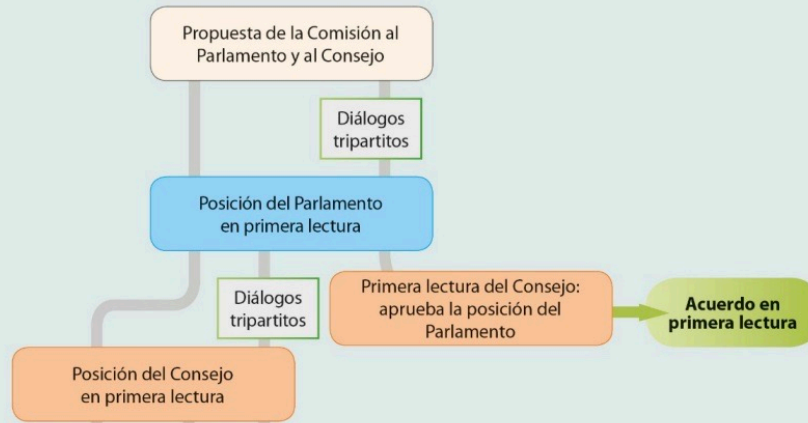 Propuesta de la Comisión al
Parlamento y al Consejo
Diálogos
tripartitos
Posición del Parlamento
en primera lectura
Diálogos
tripartitos
Primera lectura del Consejo:
aprueba la posición del
Parlamento
Acuerdo en
primera lectura
Posición del Consejo
en primera lectura